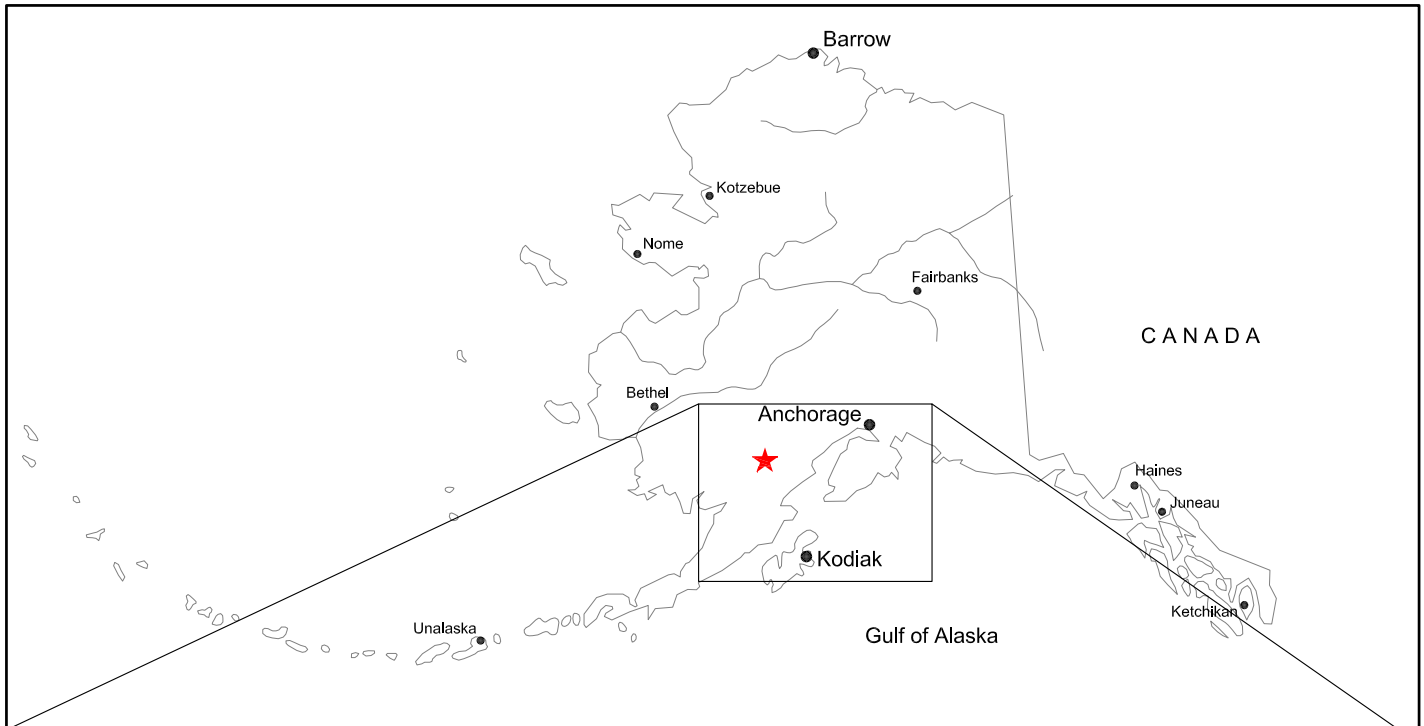 Barrow
Kotzebue
Nome
Fairbanks
CANADA
Bethel
Anchorage
Haines
Juneau
Kodiak
Ketchikan
Unalaska
Gulf of Alaska